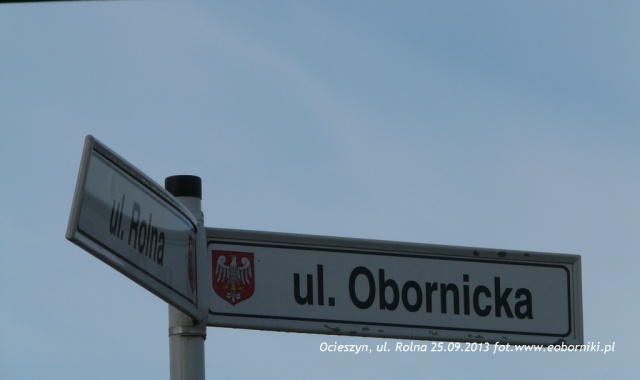 ul. Rolna
ul. Obornicka
Ocieszyn, ul. Rolna 25.09.2013 fot.www.eoborniki.pl